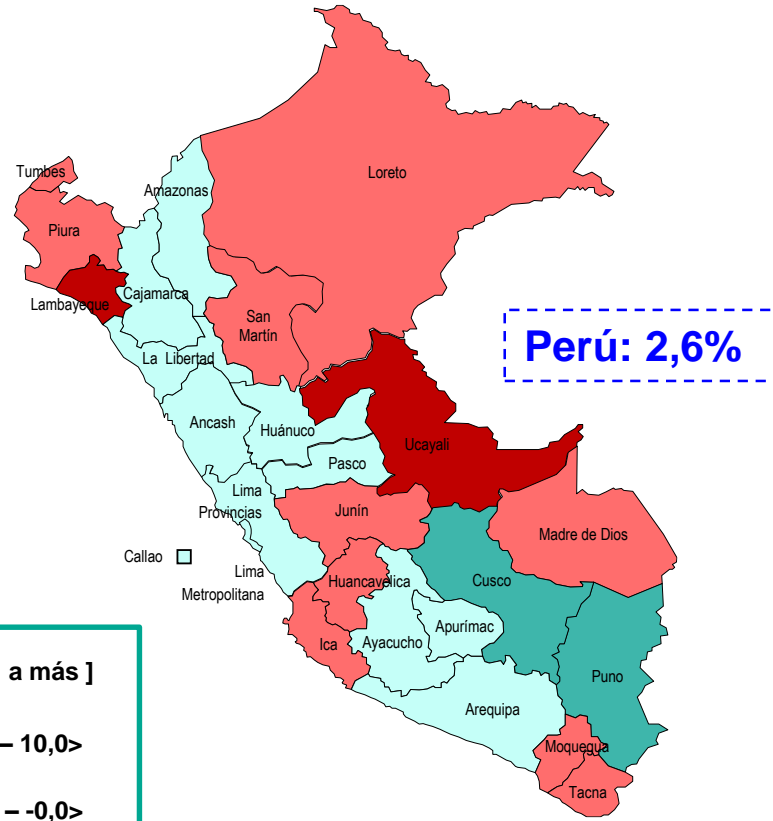 Loreto
Tumbes
Amazonas
Piura
Cajamarca
Lambayeque
San
Martín
Perú: 2,6%
La Libertad
Ancash
Huánuco
Ucayali
Pasco
Lima
Provincias
Junín
Madre de Dios
Callao
Lima
Metropolitana
Huancavelica
Cusco
Apurímac
Ica
Ayacucho
Puno
a más ]
Arequipa
– 10,0>
Moquegua
Tacna
– -0,0>